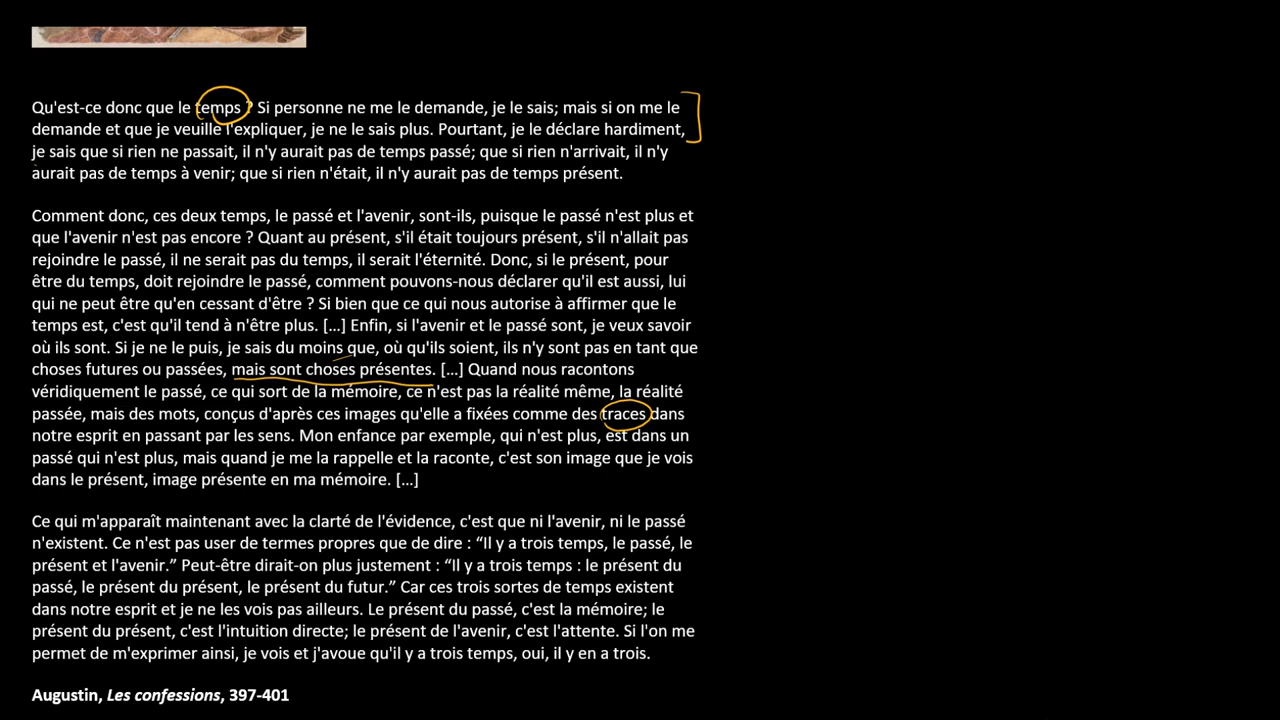 Qu'est-ce donc que le temps ? Si personne ne me le demande, je le sais; mais si on me le
demande et que je veuille l'expliquer, je ne le sais plus. Pourtant, je le déclare hardiment,
je sais que si rien ne passait, il n'y aurait pas de temps passé; que si rien n'arrivait, il n'y
aurait pas de temps à venir; que si rien n'était, il n'y aurait pas de temps présent.
Comment donc, ces deux temps, le passé et l'avenir, sont-ils, puisque le passé n'est plus et
que l'avenir n'est pas encore ? Quant au présent, s'il était toujours présent, s'il n'allait pas
rejoindre le passé, il ne serait pas du temps, il serait l'éternité. Donc, si le présent, pour
être du temps, doit rejoindre le passé, comment pouvons-nous déclarer qu'il est aussi, lui
qui ne peut être qu'en cessant d'être ? Si bien que ce qui nous autorise à affirmer que le
temps est, c'est qu'il tend à n'être plus. […] Enfin, si l'avenir et le passé sont, je veux savoir
où ils sont. Si je ne le puis, je sais du moins que, où qu'ils soient, ils n'y sont pas en tant que
choses futures ou passées, mais sont choses présentes. […] Quand nous racontons
véridiquement le passé, ce qui sort de la mémoire, ce n'est pas la réalité même, la réalité
passée, mais des mots, conçus d'après ces images qu'elle a fixées comme des traces dans
notre esprit en passant par les sens. Mon enfance par exemple, qui n'est plus, est dans un
passé qui n'est plus, mais quand je me la rappelle et la raconte, c'est son image que je vois
dans le présent, image présente en ma mémoire. […]
Ce qui m'apparaît maintenant avec la clarté de l'évidence, c'est que ni l'avenir, ni le passé
n'existent. Ce n'est pas user de termes propres que de dire : “Il y a trois temps, le passé, le
présent et l'avenir.” Peut-être dirait-on plus justement : “Il y a trois temps : le présent du
passé, le présent du présent, le présent du futur.” Car ces trois sortes de temps existent
dans notre esprit et je ne les vois pas ailleurs. Le présent du passé, c'est la mémoire; le
présent du présent, c'est l'intuition directe; le présent de l'avenir, c'est l'attente. Si l'on me
permet de m'exprimer ainsi, je vois et j'avoue qu'il y a trois temps, oui, il y en a trois.
Augustin, Les confessions, 397-401